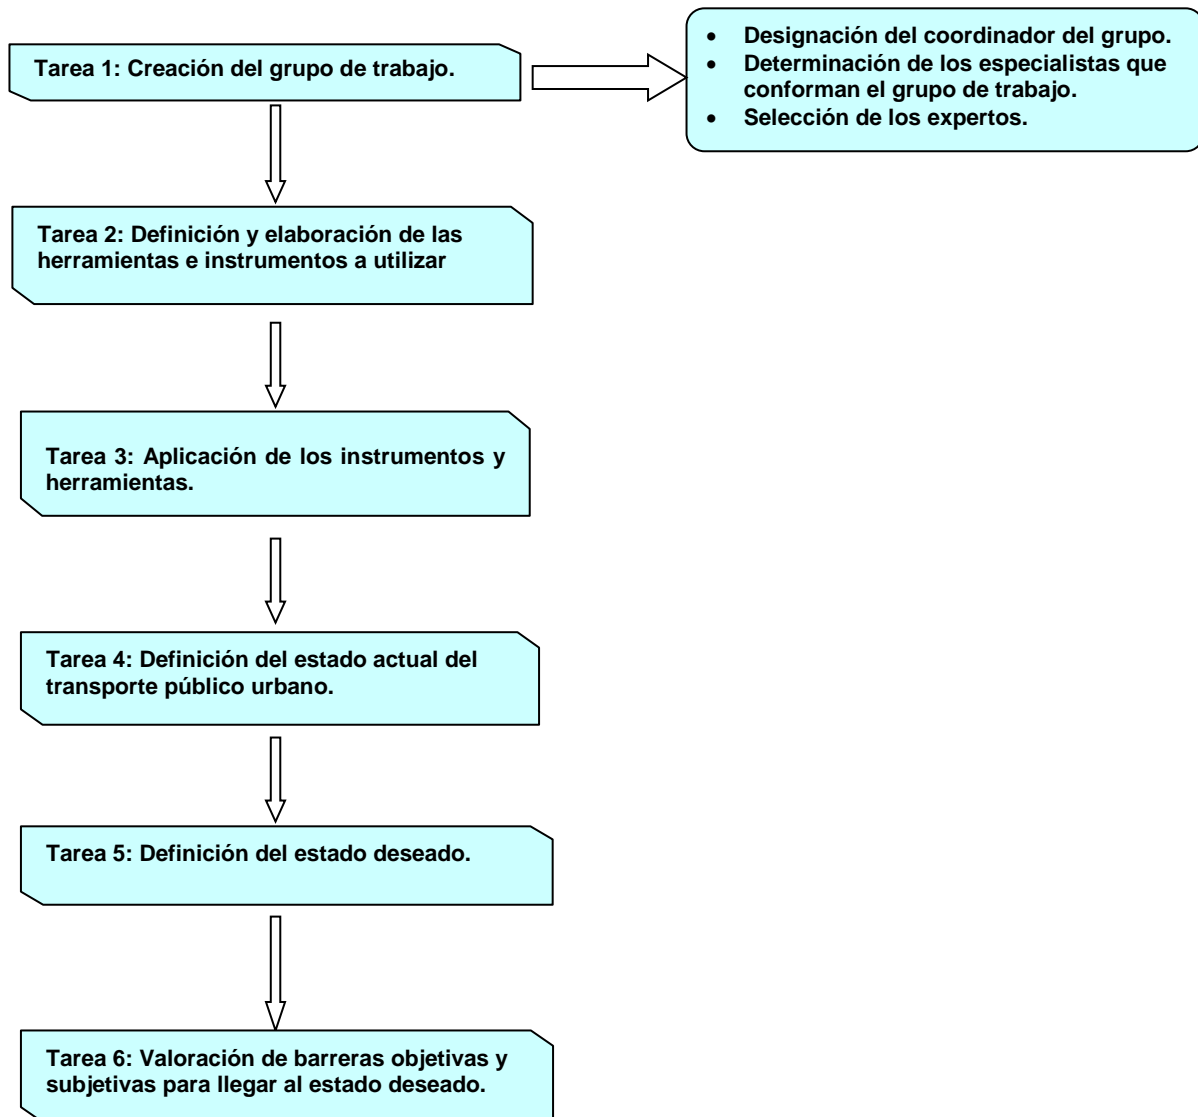 Tarea 1: Creación del grupo de trabajo.
• Designación del coordinador del grupo.
• Determinación de los especialistas que
conforman el grupo de trabajo.
• Selección de los expertos.
Tarea 2: Definición y elaboración de las
herramientas e instrumentos a utilizar
Tarea 3: Aplicación de los instrumentos y
herramientas.
Tarea 4: Definición del estado actual del
transporte público urbano.
Tarea 5: Definición del estado deseado.
Tarea 6: Valoración de barreras objetivas y
subjetivas para llegar al estado deseado.